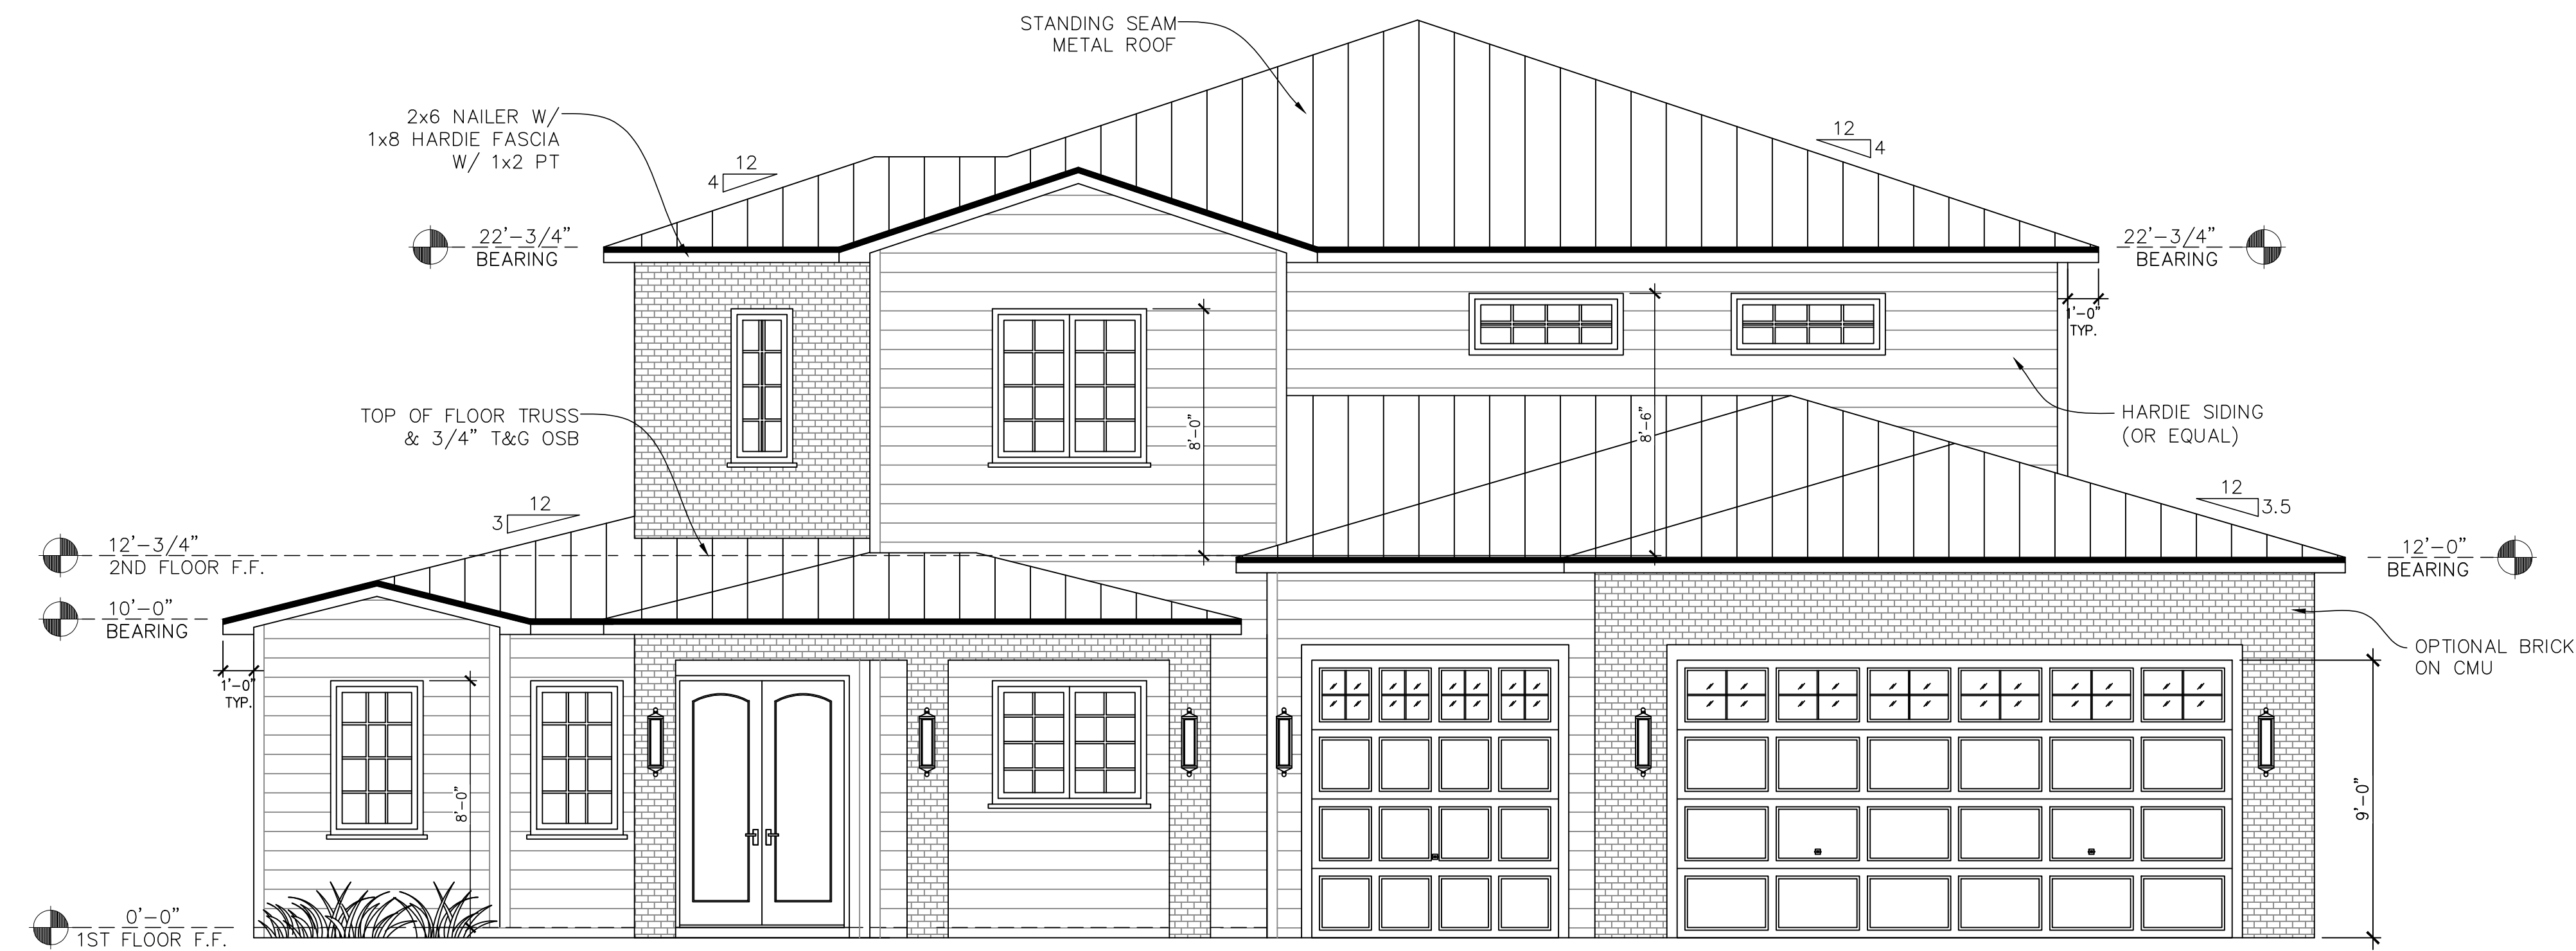 STANDING SEAM
METAL ROOF
2x6 NAILER W/
1x8 HARDIE FASCIA
W/ 1x2 PT
12
4
12
4
22'-3/4"
BEARING
22'-3/4"
BEARING
1'-0"
TYP.
8'-0"
8'-6"
TOP OF FLOOR TRUSS
& 3/4" T&G OSB
HARDIE SIDING
(OR EQUAL)
12
3
12
3.5
12'-3/4"
2ND FLOOR F.F.
12'-0"
BEARING
10'-0"
BEARING
OPTIONAL BRICK
ON CMU
1'-0"
TYP.
8'-0"
9'-0"
0'-0"
1ST FLOOR F.F.